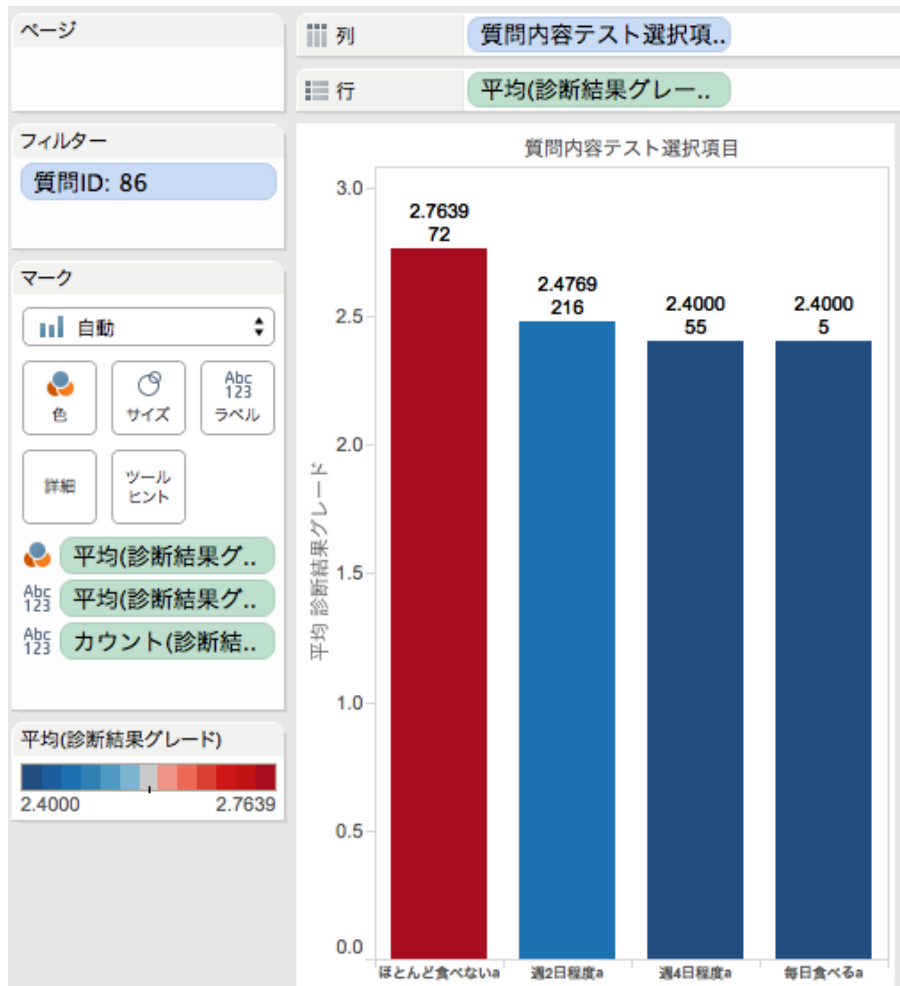 ページ
列
質問内容テスト選択項..
行
平均(診断結果グレー..
フィルター
質問ID: 86
マーク
自動
色
サイズ
Abc
123
ラベル
詳細
ツール
ヒント
平均(診断結果グ..
Abc
123
平均(診断結果グ..
Abc
123
カウント(診断結..
平均(診断結果グレード)
2.4000
2.7639
質問内容テスト選択項目
平均 診断結果グレード
3.0
2.5
2.0
1.5
1.0
0.5
0.0
2.7639
72
2.4769
216
2.4000
55
2.4000
5
ほとんど食べないa
週2日程度a
週4日程度a
毎日食べるa